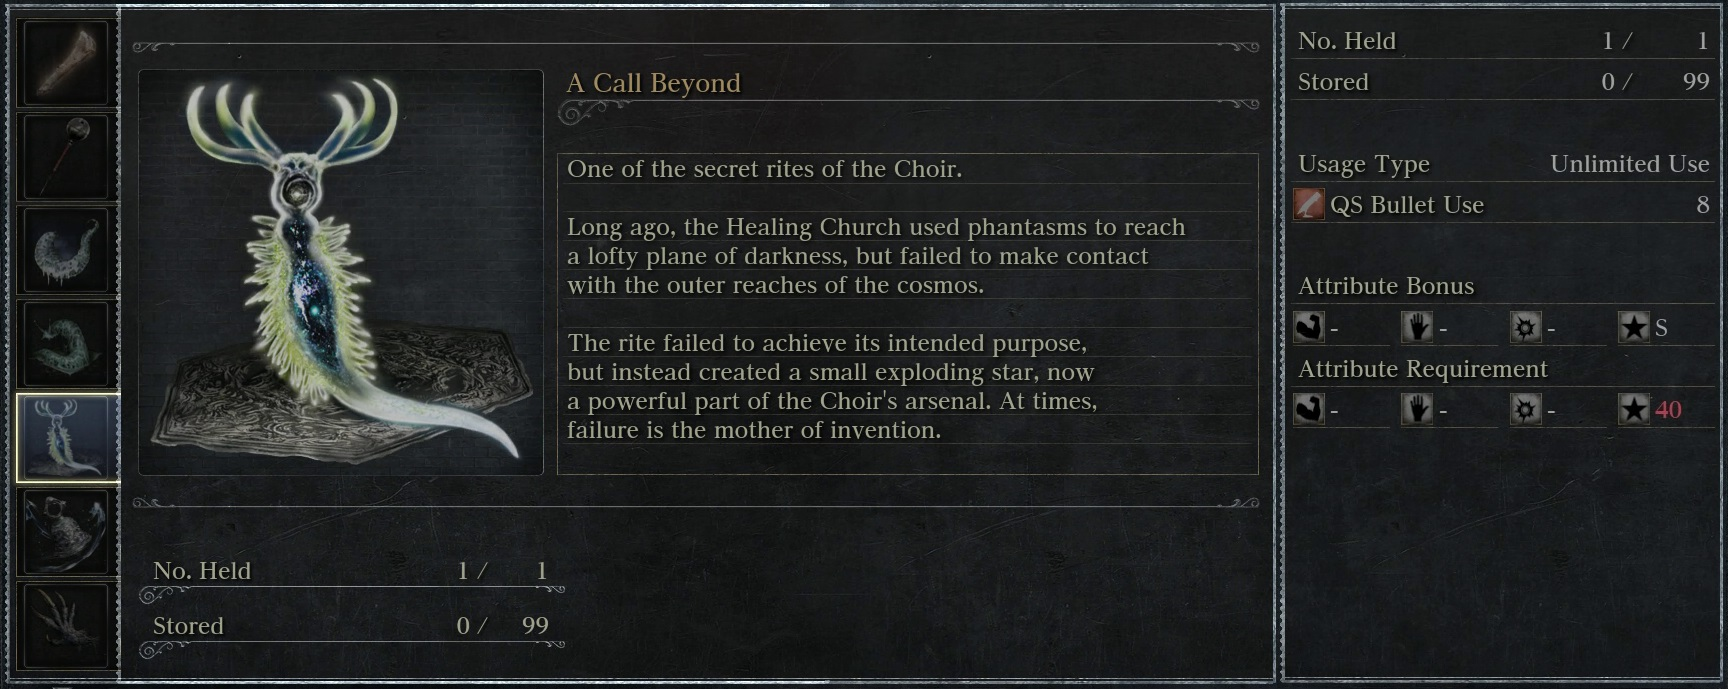 A Call Beyond
One of the secret rites of the Choir.
Long ago, the Healing Church used phantasms to reach
a lofty plane of darkness, but failed to make contact
with the outer reaches of the cosmos.
The rite failed to achieve its intended purpose,
but instead created a small exploding star, now
a powerful part of the Choir's arsenal. At times,
failure is the mother of invention.
No. Held 1 / 1
Stored 0 / 99
No. Held 1 / 1
Stored 0 / 99
Usage Type Unlimited Use
QS Bullet Use 8
Attribute Bonus
- - - S
Attribute Requirement
- - - 40